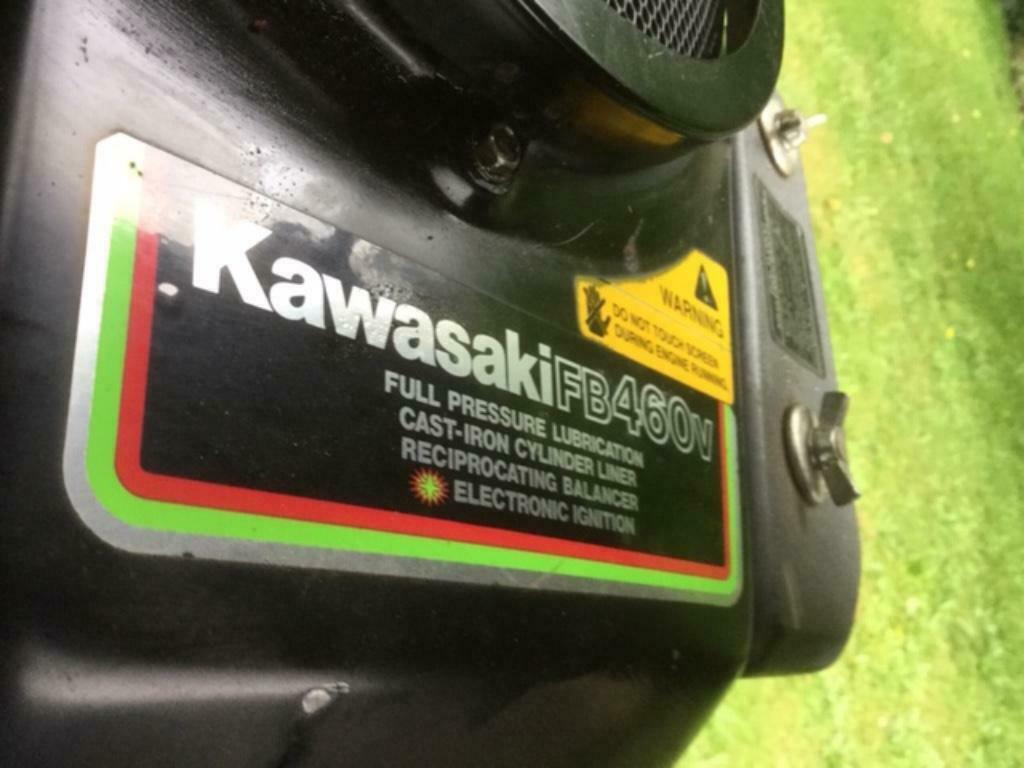 Kawasaki FB460V
FULL PRESSURE LUBRICATION
CAST-IRON CYLINDER LINER
RECIPROCATING BALANCER
ELECTRONIC IGNITION
WARNING
DO NOT TOUCH SCREEN
DURING ENGINE RUNNING